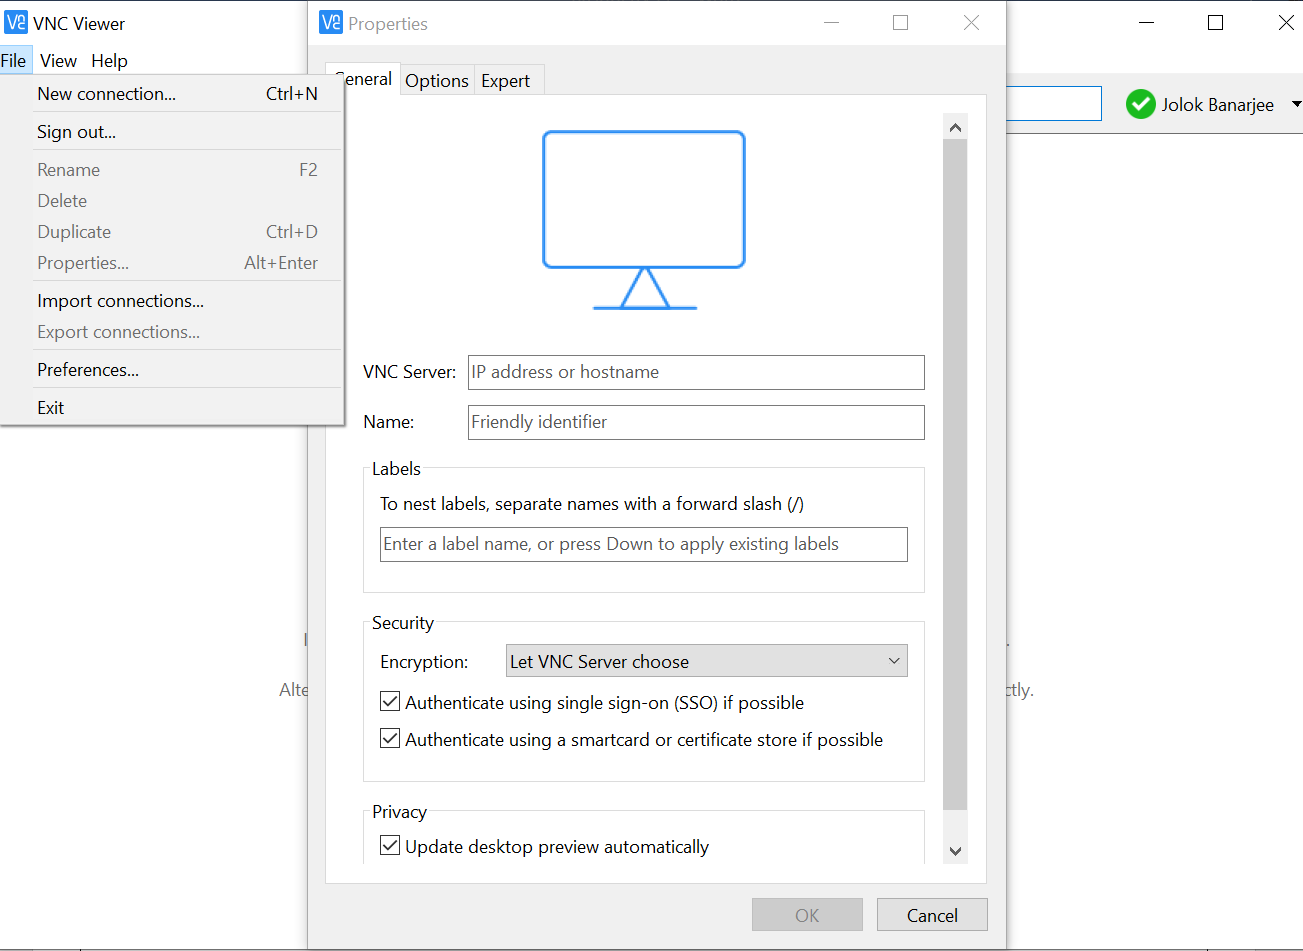 VNC Viewer
File View Help
New connection... Ctrl+N
Sign out...
Rename F2
Delete
Duplicate Ctrl+D
Properties... Alt+Enter
Import connections...
Export connections...
Preferences...
Exit
Properties
General Options Expert
VNC Server: IP address or hostname
Name: Friendly identifier
Labels
To nest labels, separate names with a forward slash (/)
Enter a label name, or press Down to apply existing labels
Security
Encryption: Let VNC Server choose
Authenticate using single sign-on (SSO) if possible
Authenticate using a smartcard or certificate store if possible
Privacy
Update desktop preview automatically
OK Cancel
Jolok Banarjee